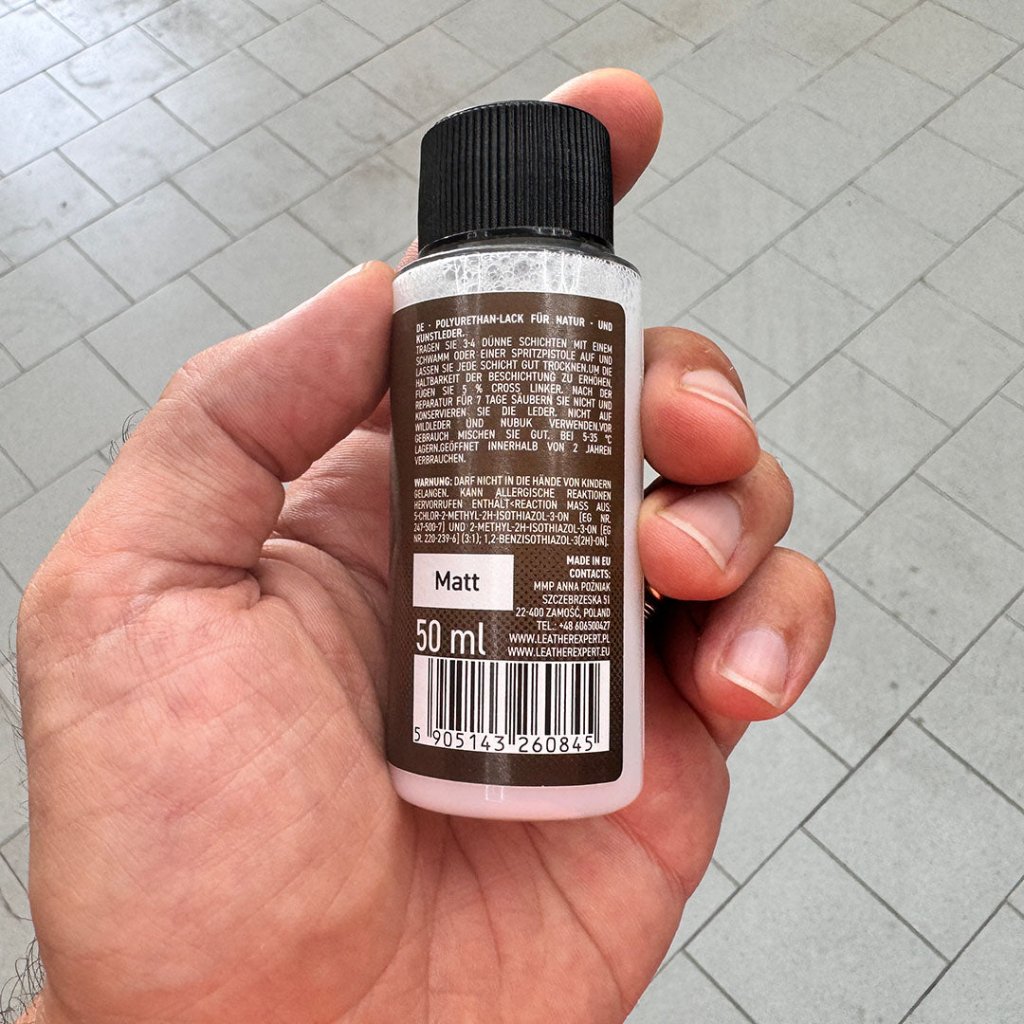 DE · POLYURETHAN-LACK FÜR NATUR - UND
KUNSTLEDER.
TRAGEN SIE 3-4 DÜNNE SCHICHTEN MIT EINEM
SCHWAMM ODER EINER SPRITZPISTOLE AUF UND
LASSEN SIE JEDE SCHICHT GUT TROCKNEN.UM DIE
HALTBARKEIT DER BESCHICHTUNG ZU ERHÖHEN,
FÜGEN SIE 5 % CROSS LINKER. NACH DER
REPARATUR FÜR 7 TAGE SÄUBERN SIE NICHT UND
KONSERVIEREN SIE DIE LEDER. NICHT AUF
WILDLEDER UND NUBUK VERWENDEN.VOR
GEBRAUCH MISCHEN SIE GUT. BEI 5-35 °C
LAGERN.GEÖFFNET INNERHALB VON 2 JAHREN
VERBRAUCHEN.
WARNUNG: DARF NICHT IN DIE HÄNDE VON KINDERN
GELANGEN. KANN ALLERGISCHE REAKTIONEN
HERVORRUFEN ENTHÄLT<REACTION MASS AUS:
5-CHLOR-2-METHYL-2H-ISOTHIAZOL-3-ON [EG NR.
247-500-7] UND 2-METHYL-2H-ISOTHIAZOL-3-ON [EG
NR. 220-239-6] (3:1); 1,2-BENZISOTHIAZOL-3(2H)-ON].
Matt
50 ml
MADE IN EU
CONTACTS:
MMP ANNA POŹNIAK
SZCZEBRZESKA 51
22-400 ZAMOŚĆ, POLAND
TEL.: +48 606500427
WWW.LEATHEREXPERT.PL
WWW.LEATHEREXPERT.EU
5 905143 260845